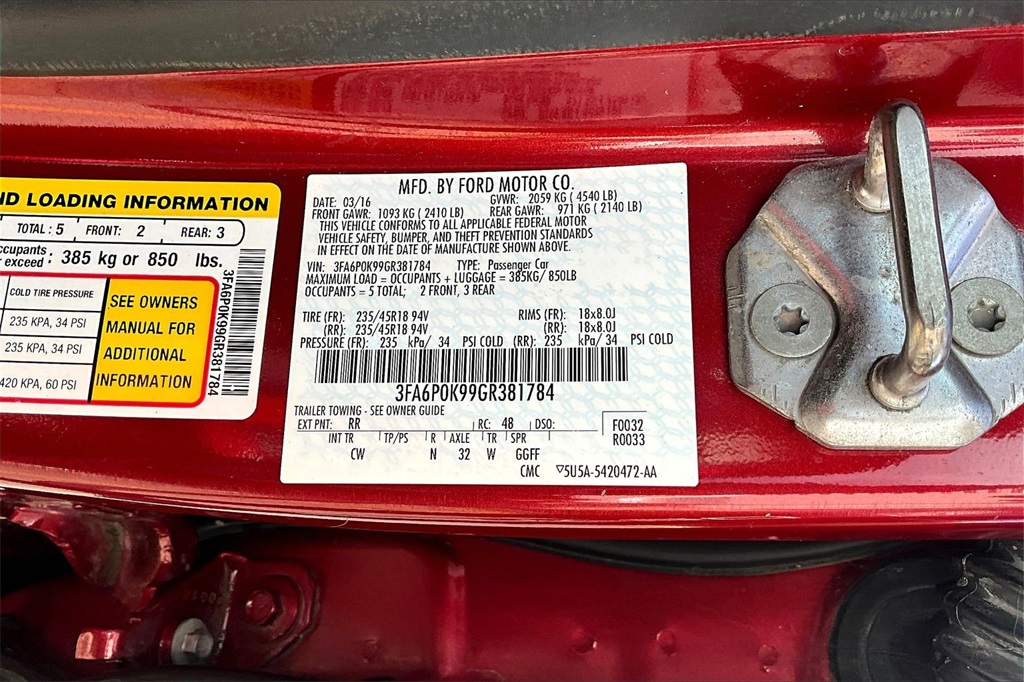 ND LOADING INFORMATION
TOTAL : 5 FRONT: 2 REAR: 3
ccupants:
r exceed : 385 kg or 850 lbs.
COLD TIRE PRESSURE
235 KPA, 34 PSI
235 KPA, 34 PSI
420 KPA, 60 PSI
SEE OWNERS
MANUAL FOR
ADDITIONAL
INFORMATION
3FA6P0K99GR381784
MFD. BY FORD MOTOR CO.
DATE: 03/16 GVWR: 2059 KG ( 4540 LB)
FRONT GAWR: 1093 KG ( 2410 LB) REAR GAWR: 971 KG ( 2140 LB)
THIS VEHICLE CONFORMS TO ALL APPLICABLE FEDERAL MOTOR
VEHICLE SAFETY, BUMPER, AND THEFT PREVENTION STANDARDS
IN EFFECT ON THE DATE OF MANUFACTURE SHOWN ABOVE.
VIN: 3FA6P0K99GR381784 TYPE: Passenger Car
MAXIMUM LOAD = OCCUPANTS + LUGGAGE = 385KG/ 850LB
OCCUPANTS = 5 TOTAL; 2 FRONT, 3 REAR
TIRE (FR): 235/45R18 94V RIMS (FR): 18x8.0J
(RR): 235/45R18 94V (RR): 18x8.0J
PRESSURE (FR): 235 kPa/ 34 PSI COLD (RR): 235 kPa/ 34 PSI COLD
3FA6P0K99GR381784
TRAILER TOWING - SEE OWNER GUIDE
EXT PNT: RR RC: 48 DSO: F0032
R0033
INT TR TP/PS R AXLE TR SPR
CW N 32 W GGFF
CMC ▽5U5A-5420472-AA